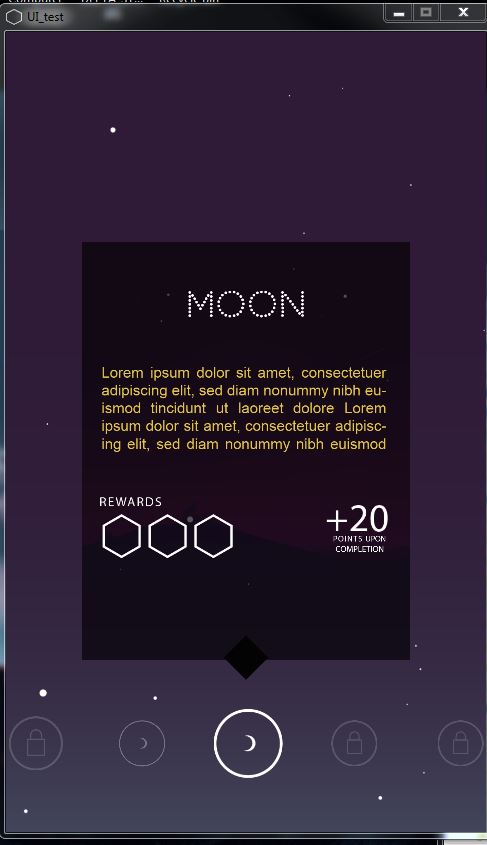 UI_test
MOON
Lorem ipsum dolor sit amet, consectetuer
adipiscing elit, sed diam nonummy nibh eu-
ismod tincidunt ut laoreet dolore Lorem
ipsum dolor sit amet, consectetuer adipisc-
ing elit, sed diam nonummy nibh euismod
REWARDS
+20
POINTS UPON
COMPLETION